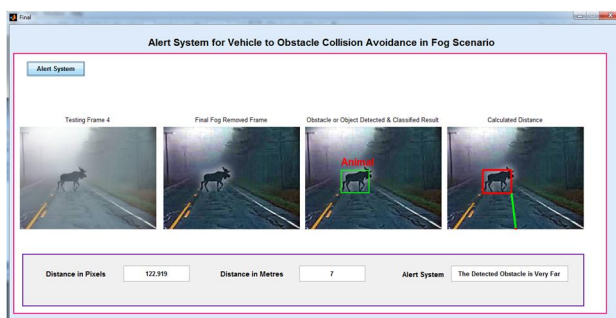 Final
Alert System for Vehicle to Obstacle Collision Avoidance in Fog Scenario
Alert System
Testing Frame 4
Final Fog Removed Frame
Obstacle or Object Detected & Classified Result
Calculated Distance
Animal
Distance in Pixels
122.919
Distance in Metres
7
Alert System
The Detected Obstacle is Very Far